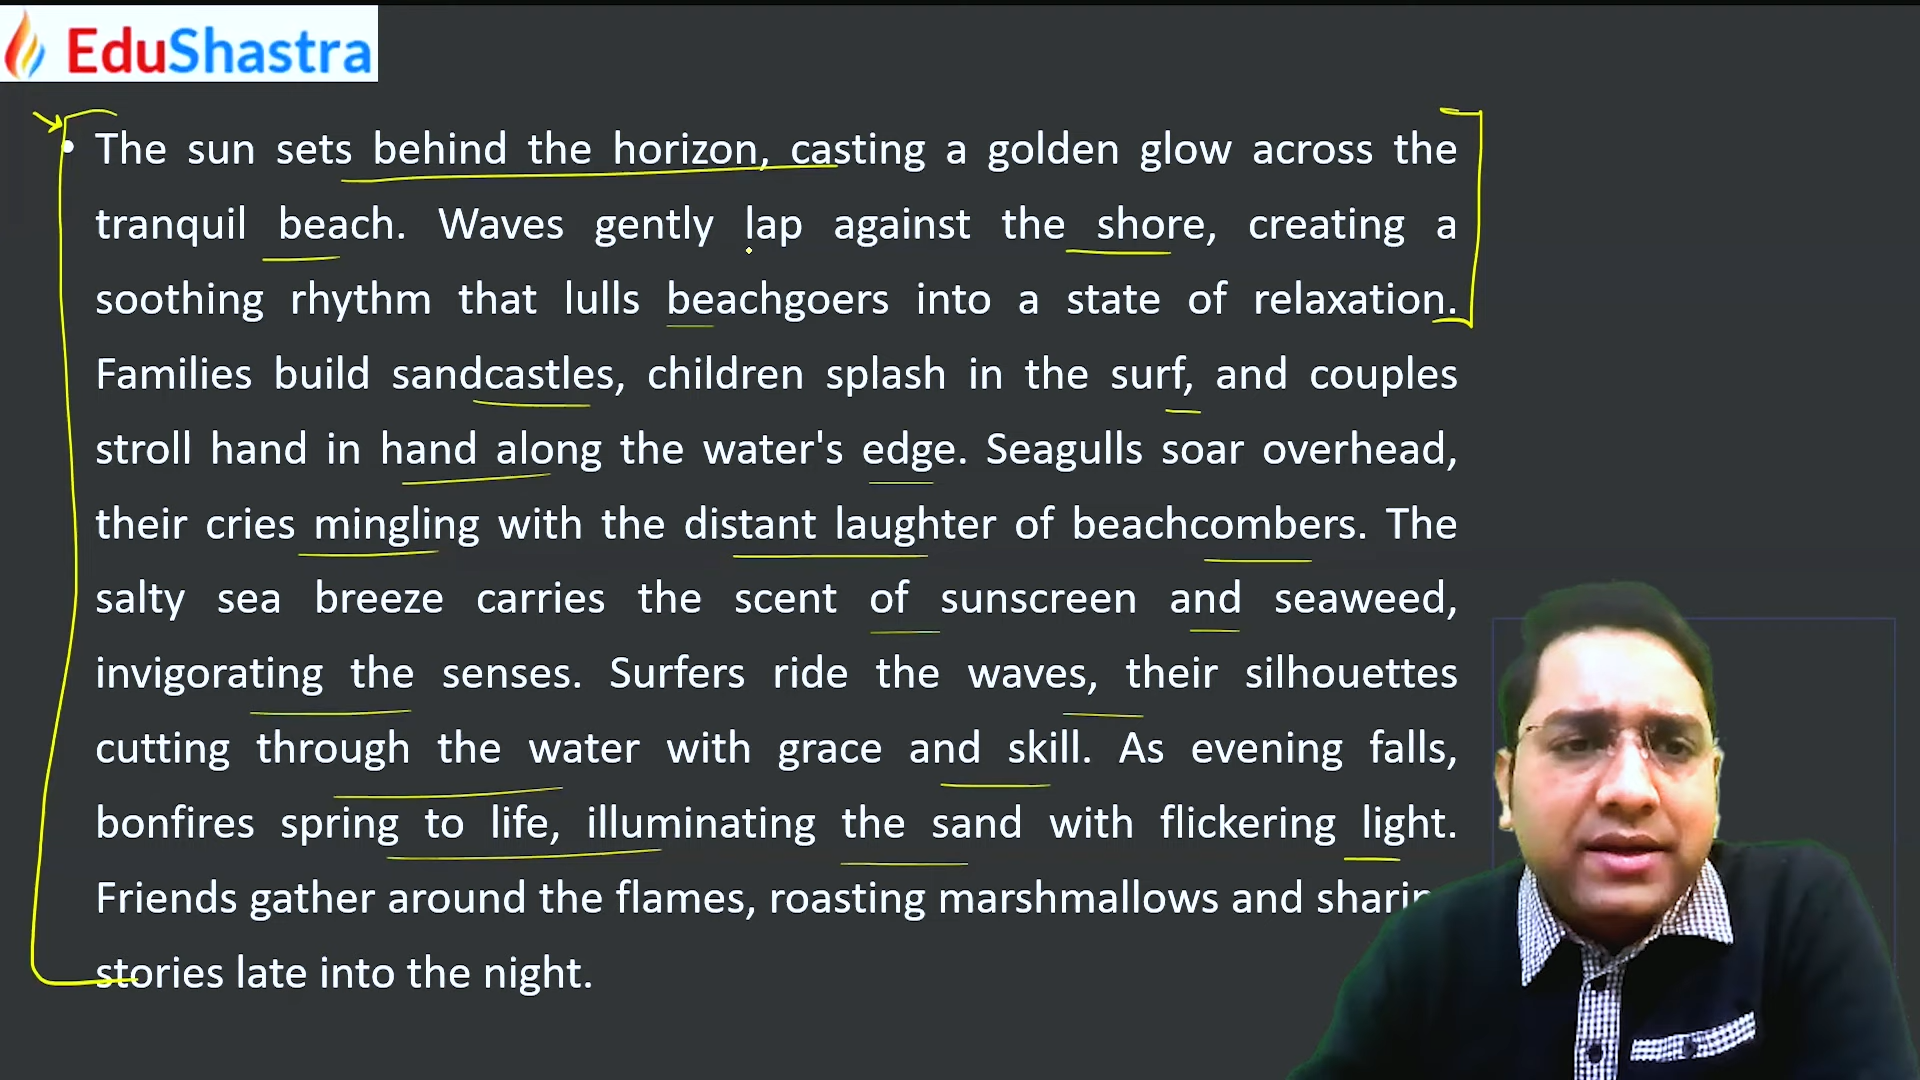 EduShastra
• The sun sets behind the horizon, casting a golden glow across the
tranquil beach. Waves gently lap against the shore, creating a
soothing rhythm that lulls beachgoers into a state of relaxation.
Families build sandcastles, children splash in the surf, and couples
stroll hand in hand along the water's edge. Seagulls soar overhead,
their cries mingling with the distant laughter of beachcombers. The
salty sea breeze carries the scent of sunscreen and seaweed,
invigorating the senses. Surfers ride the waves, their silhouettes
cutting through the water with grace and skill. As evening falls,
bonfires spring to life, illuminating the sand with flickering light.
Friends gather around the flames, roasting marshmallows and sharing
stories late into the night.